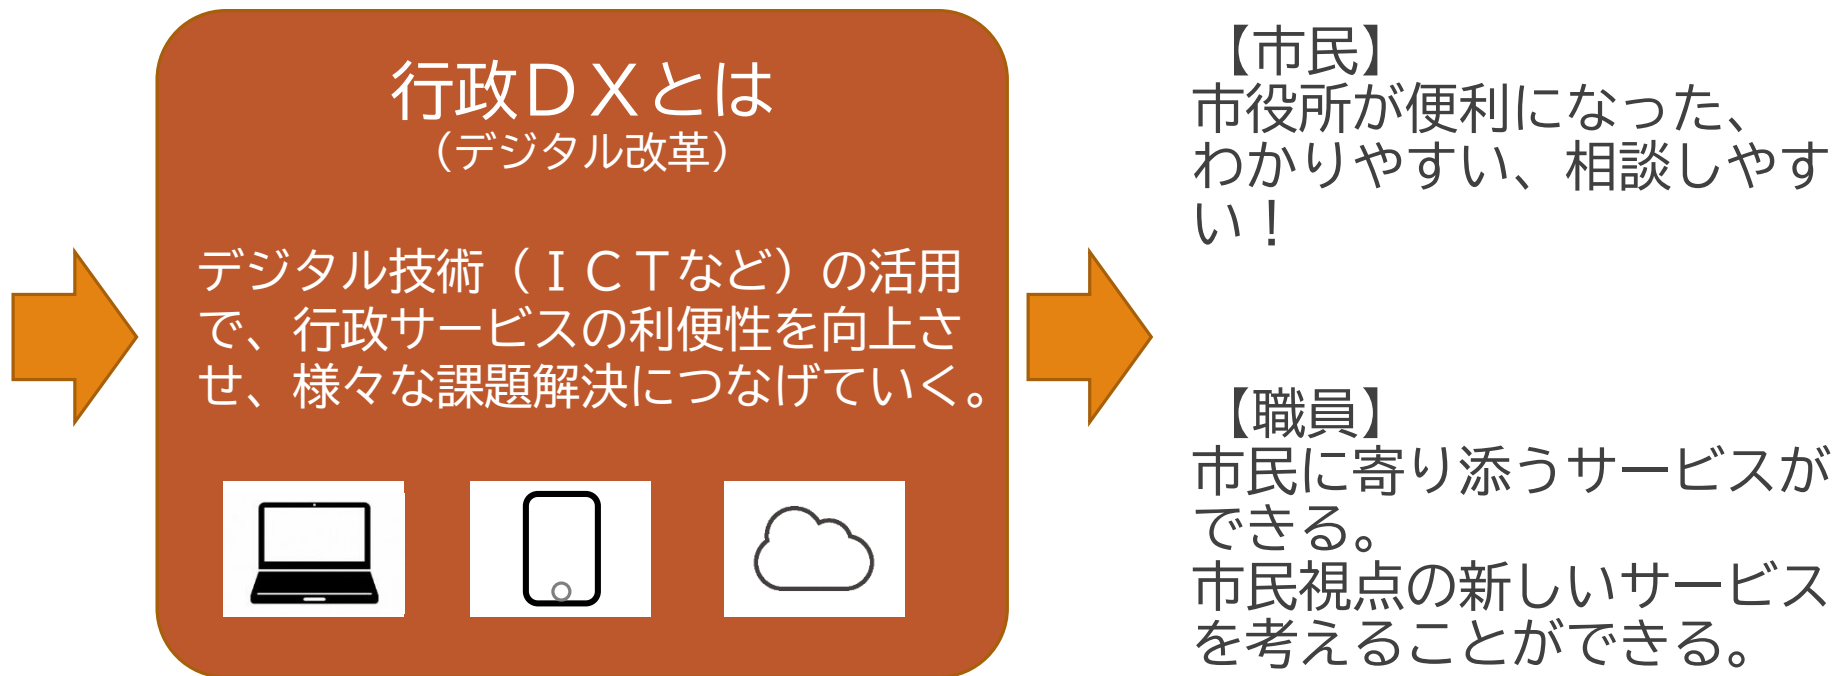 行政ＤＸとは
（デジタル改革）
デジタル技術（ＩＣＴなど）の活用
で、行政サービスの利便性を向上さ
せ、様々な課題解決につなげていく。
【市民】
市役所が便利になった、
わかりやすい、相談しやす
い！
【職員】
市民に寄り添うサービスが
できる。
市民視点の新しいサービス
を考えることができる。